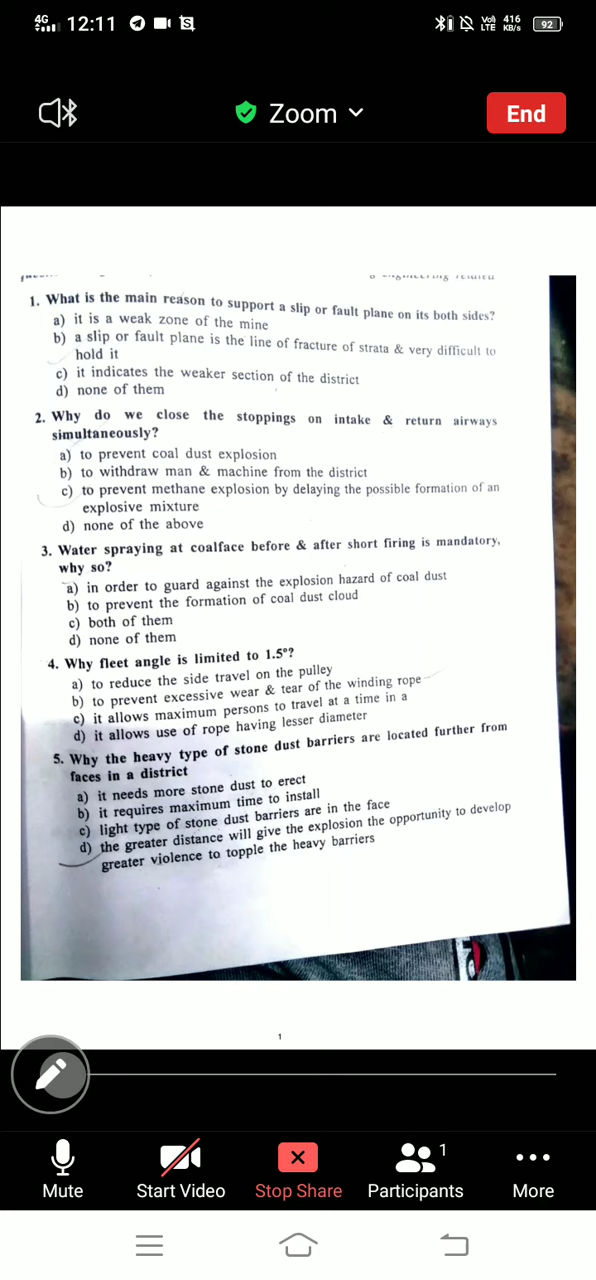 4G 12:11 S VoI) LTE 416 KB/s 92
Zoom End
1. What is the main reason to support a slip or fault plane on its both sides?
a) it is a weak zone of the mine
b) a slip or fault plane is the line of fracture of strata & very difficult to
hold it
c) it indicates the weaker section of the district
d) none of them
2. Why do we close the stoppings on intake & return airways
simultaneously?
a) to prevent coal dust explosion
b) to withdraw man & machine from the district
c) to prevent methane explosion by delaying the possible formation of an
explosive mixture
d) none of the above
3. Water spraying at coalface before & after short firing is mandatory,
why so?
a) in order to guard against the explosion hazard of coal dust
b) to prevent the formation of coal dust cloud
c) both of them
d) none of them
4. Why fleet angle is limited to 1.5°?
a) to reduce the side travel on the pulley
b) to prevent excessive wear & tear of the winding rope
c) it allows maximum persons to travel at a time in a
d) it allows use of rope having lesser diameter
5. Why the heavy type of stone dust barriers are located further from
faces in a district
a) it needs more stone dust to erect
b) it requires maximum time to install
c) light type of stone dust barriers are in the face
d) the greater distance will give the explosion the opportunity to develop
greater violence to topple the heavy barriers
1
Mute Start Video Stop Share Participants 1 More